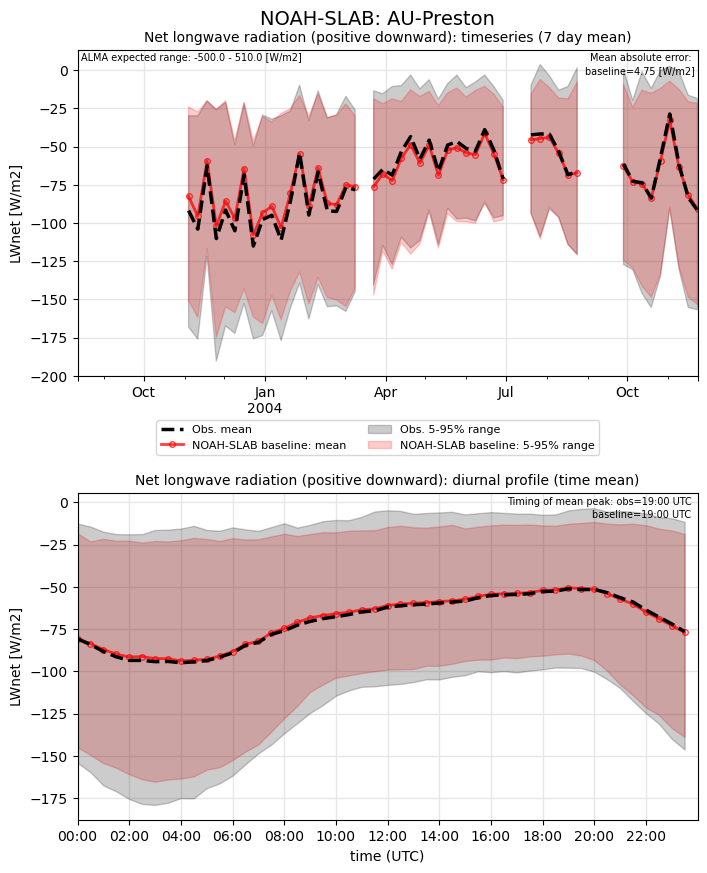 NOAH-SLAB: AU-Preston
Net longwave radiation (positive downward): timeseries (7 day mean)
ALMA expected range: -500.0 - 510.0 [W/m2]
Mean absolute error:
baseline=4.75 [W/m2]
LWnet [W/m2]
0
−25
−50
−75
−100
−125
−150
−175
−200
Oct
Jan
2004
Apr
Jul
Oct
Obs. mean
NOAH-SLAB baseline: mean
Obs. 5-95% range
NOAH-SLAB baseline: 5-95% range
Net longwave radiation (positive downward): diurnal profile (time mean)
Timing of mean peak: obs=19:00 UTC
baseline=19:00 UTC
LWnet [W/m2]
0
−25
−50
−75
−100
−125
−150
−175
00:00
02:00
04:00
06:00
08:00
10:00
12:00
14:00
16:00
18:00
20:00
22:00
time (UTC)